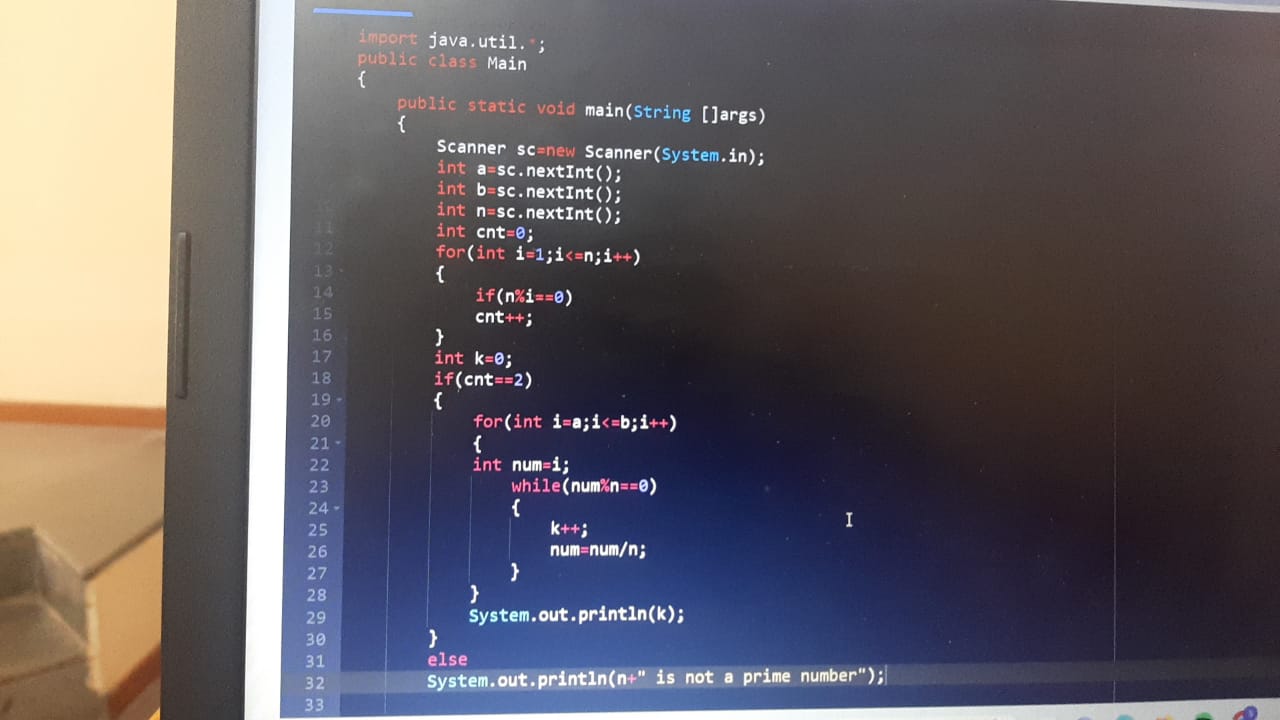 import java.util.*;
public class Main
{
public static void main(String []args)
{
Scanner sc=new Scanner(System.in);
int a=sc.nextInt();
int b=sc.nextInt();
int n=sc.nextInt();
11 int cnt=0;
12 for(int i=1;i<=n;i++)
13 {
14 if(n%i==0)
15 cnt++;
16 }
17 int k=0;
18 if(cnt==2)
19 {
20 for(int i=a;i<=b;i++)
21 {
22 int num=i;
23 while(num%n==0)
24 {
25 k++;
26 num=num/n;
27 }
28 }
29 System.out.println(k);
30 }
31 else
32 System.out.println(n+" is not a prime number");
33